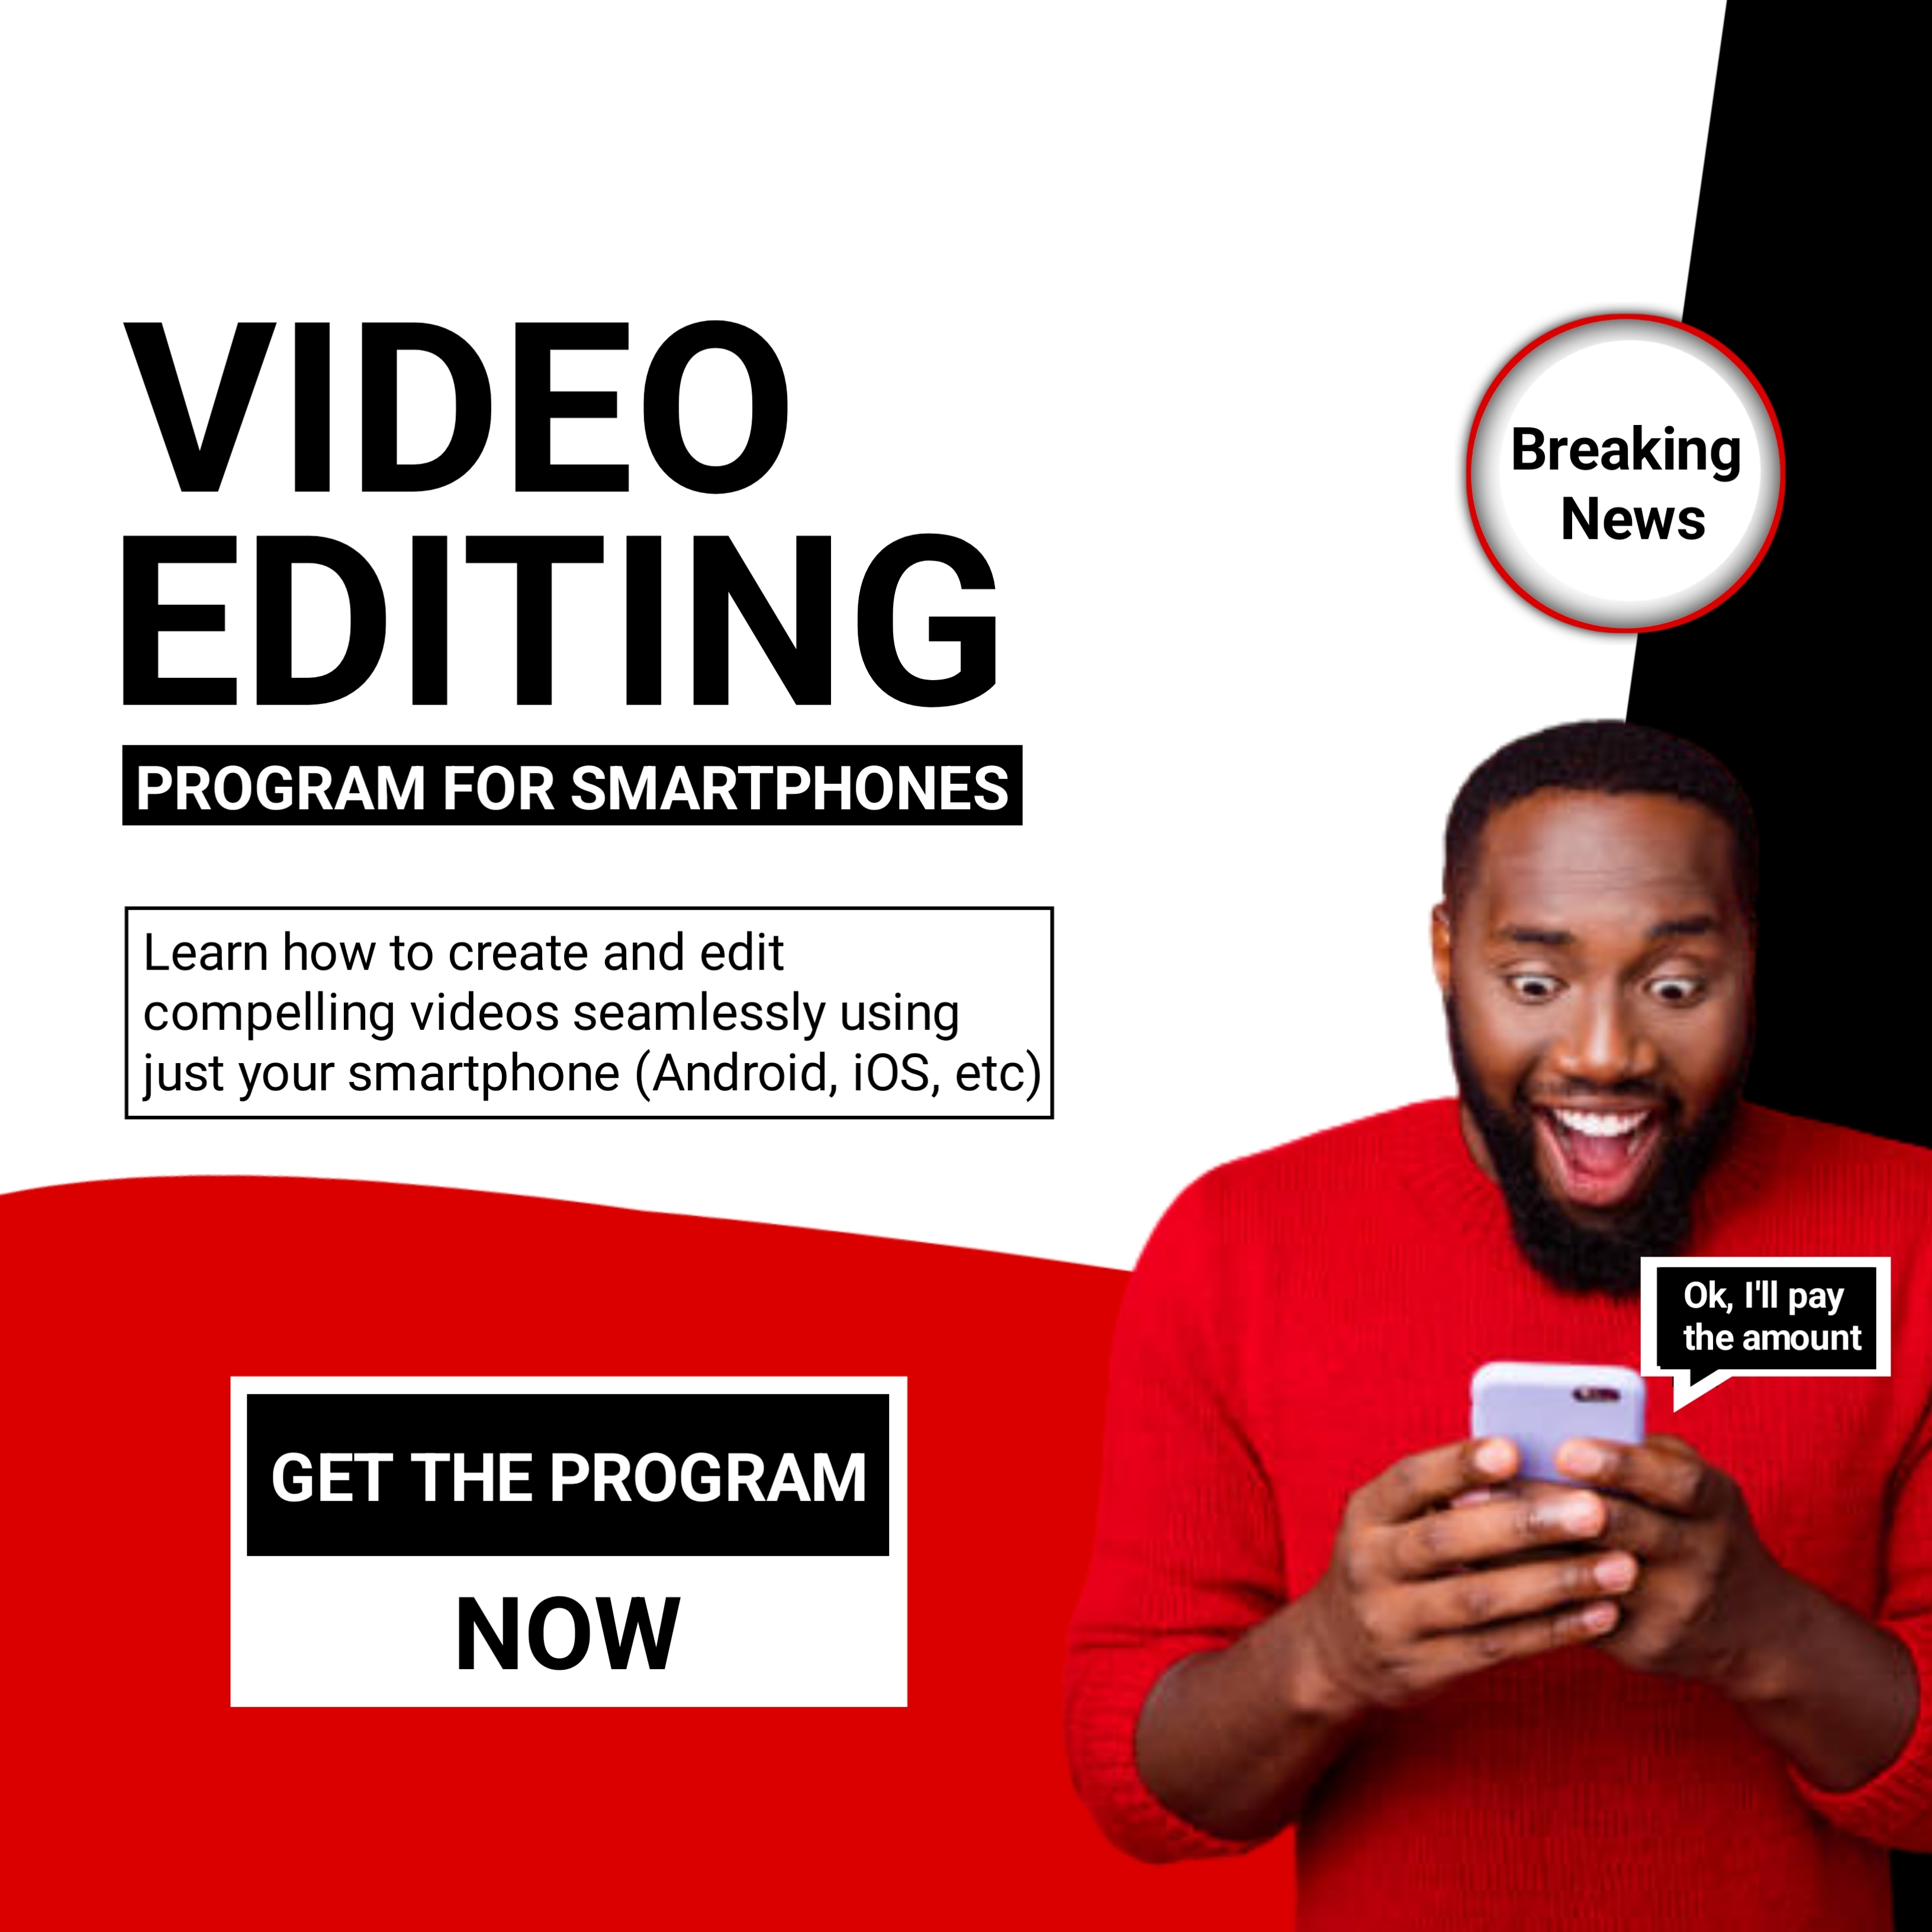 VIDEO
EDITING
PROGRAM FOR SMARTPHONES
Learn how to create and edit
compelling videos seamlessly using
just your smartphone (Android, iOS, etc)
Breaking
News
Ok, I'll pay
the amount
GET THE PROGRAM
NOW